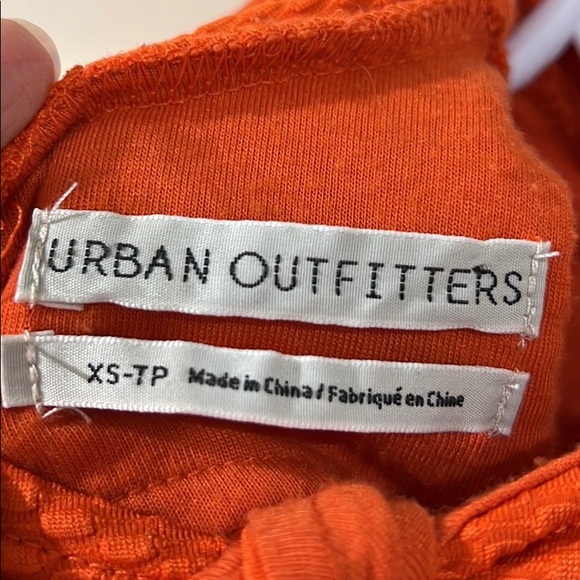 URBAN OUTFITTERS
XS-TP Made in China / Fabriqué en Chine